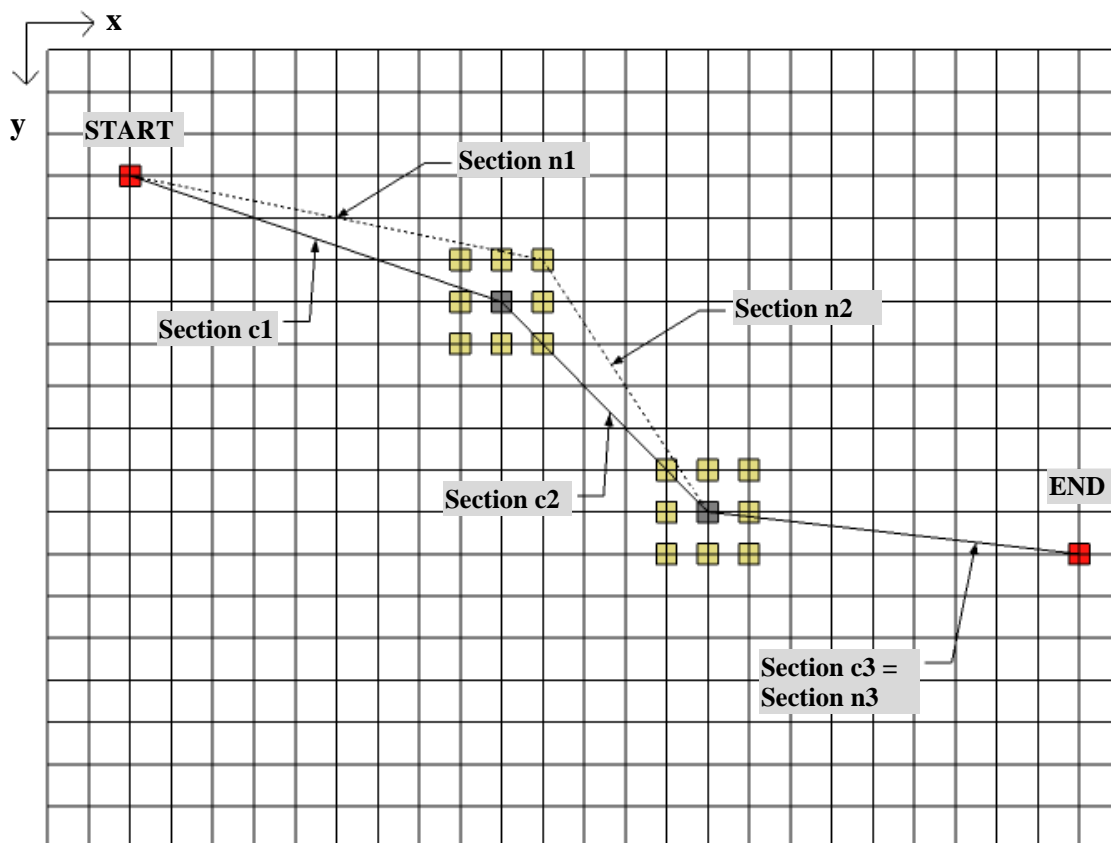 x
y
START
Section n1
Section c1
Section n2
Section c2
END
Section c3 =
Section n3